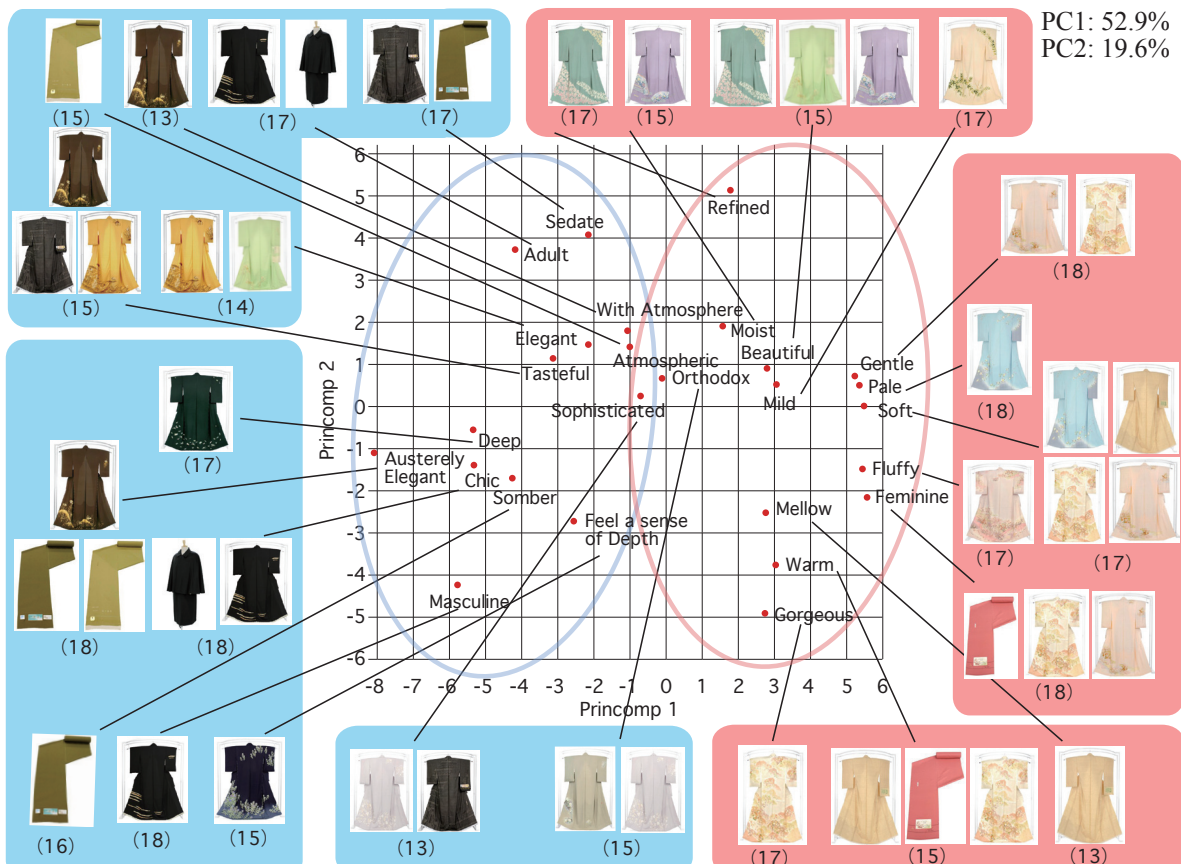 PC1: 52.9%
PC2: 19.6%
(15)
(13)
(17)
(17)
(17)
(15)
(15)
(17)
(15)
(14)
(18)
(18)
(17)
(17)
(18)
(17)
(18)
(18)
(16)
(18)
(15)
(13)
(15)
(17)
(15)
(13)
Princomp 2
6
5
4
3
2
1
0
-1
-2
-3
-4
-5
-6
Refined
Sedate
Adult
With Atmosphere
Moist
Elegant
Beautiful
Atmospheric
Gentle
Tasteful
Orthodox
Pale
Mild
Sophisticated
Soft
Deep
Austerely
Elegant
Chic
Fluffy
Somber
Feminine
Mellow
Feel a sense
of Depth
Warm
Masculine
Gorgeous
-8 -7 -6 -5 -4 -3 -2 -1 0 1 2 3 4 5 6
Princomp 1